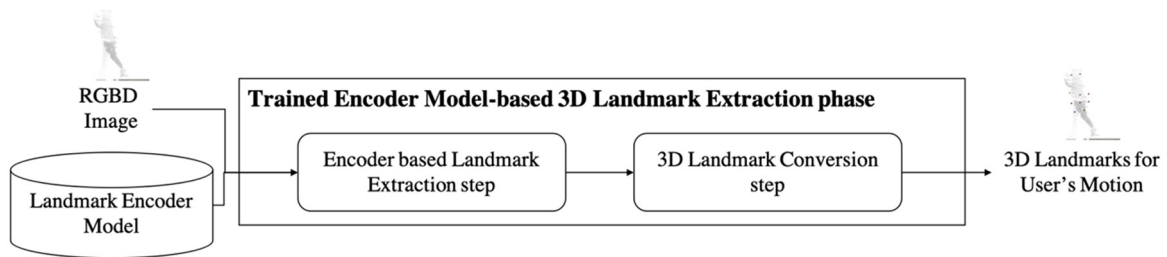 RGBD
Image
Landmark Encoder
Model
Trained Encoder Model-based 3D Landmark Extraction phase
Encoder based Landmark
Extraction step
3D Landmark Conversion
step
3D Landmarks for
User's Motion